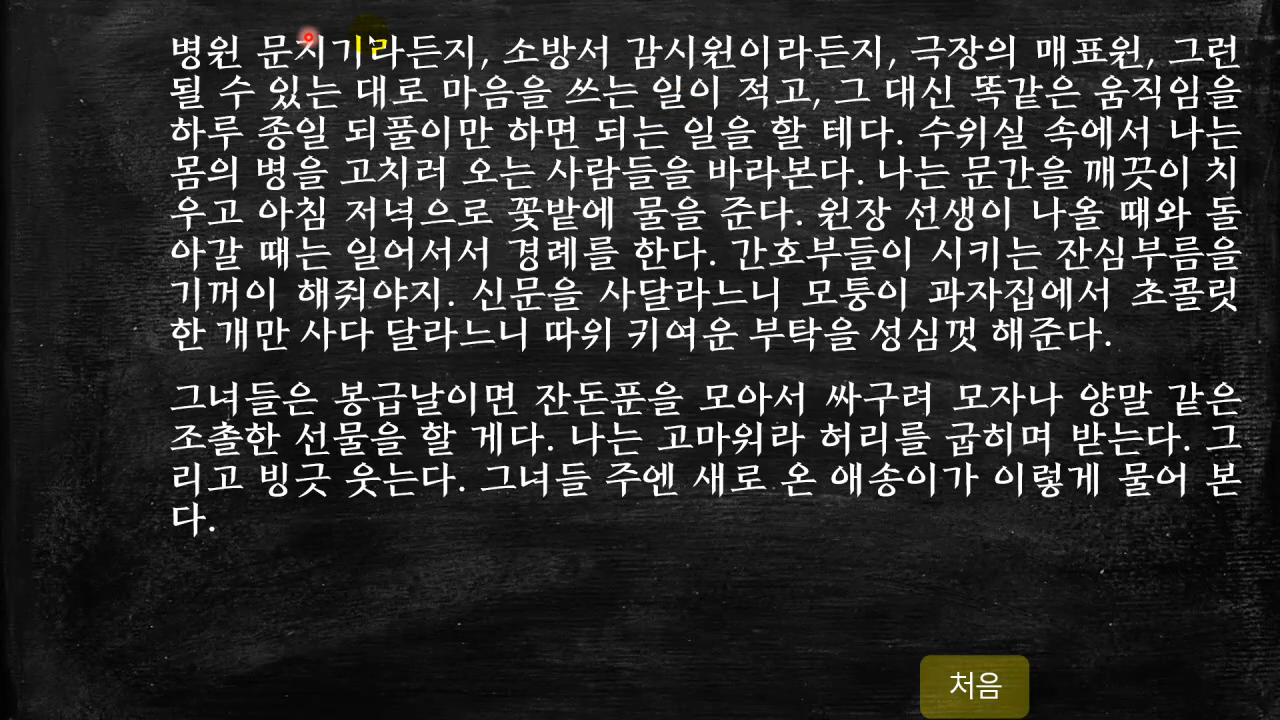 병원 문지기라든지, 소방서 감시원이라든지, 극장의 매표원, 그런
될 수 있는 대로 마음을 쓰는 일이 적고, 그 대신 똑같은 움직임을
하루 종일 되풀이만 하면 되는 일을 할 테다. 수위실 속에서 나는
몸의 병을 고치러 오는 사람들을 바라본다. 나는 문간을 깨끗이 치
우고 아침 저녁으로 꽃밭에 물을 준다. 원장 선생이 나올 때와 돌
아갈 때는 일어서서 경례를 한다. 간호부들이 시키는 잔심부름을
기꺼이 해줘야지. 신문을 사달라느니 모퉁이 과자집에서 초콜릿
한 개만 사다 달라느니 따위 키여운 부탁을 성심껏 해준다.
그녀들은 봉급날이면 잔돈푼을 모아서 싸구려 모자나 양말 같은
조촐한 선물을 할 게다. 나는 고마워라 허리를 굽히며 받는다. 그
리고 빙긋 웃는다. 그녀들 주엔 새로 온 애송이가 이렇게 물어 본
다.
처음